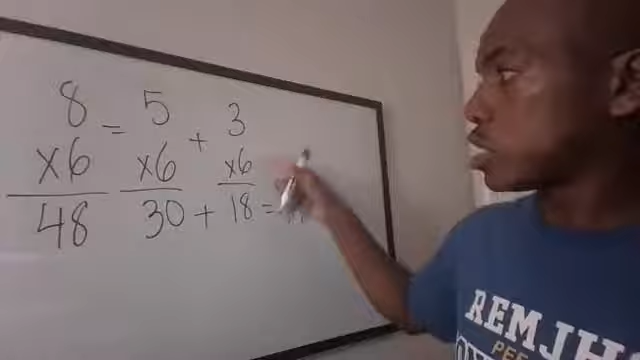 8 = 5 + 3
x6 x6 x6
48 30 + 18 =
REMJH